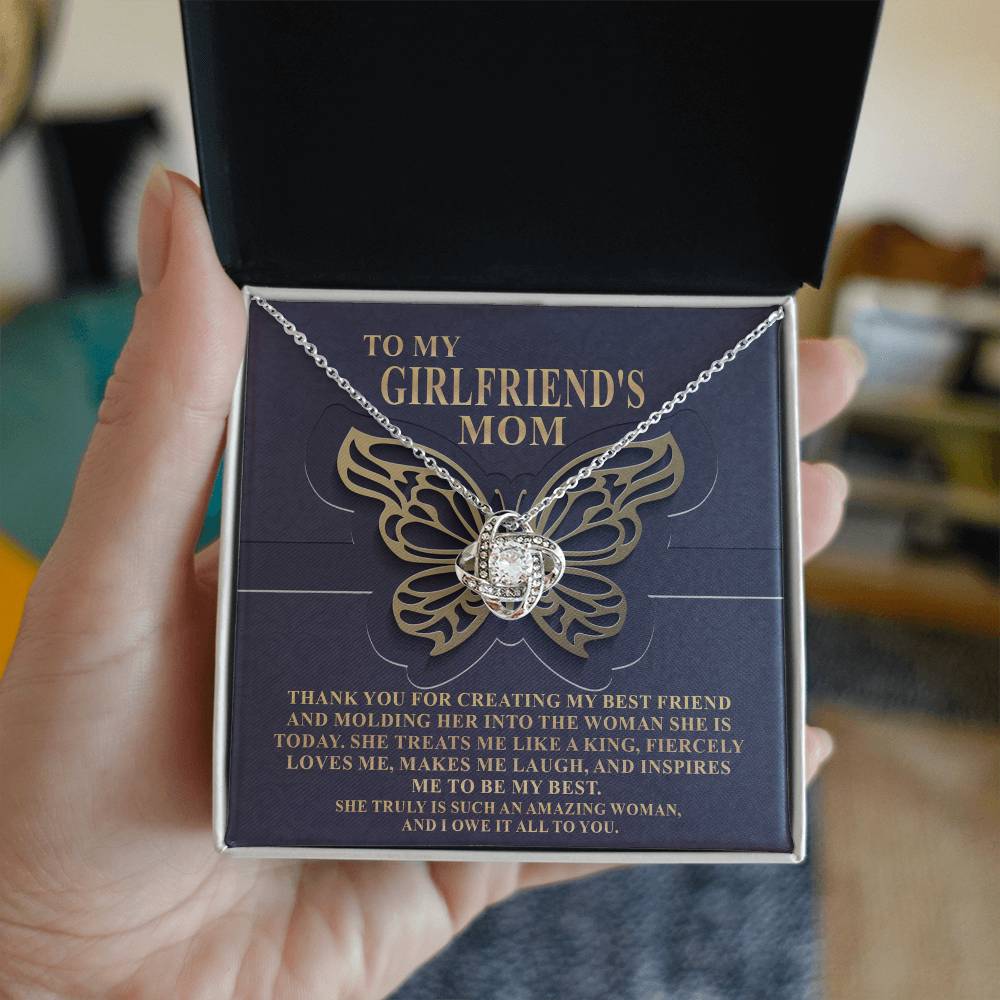 TO MY
GIRLFRIEND'S
MOM
THANK YOU FOR CREATING MY BEST FRIEND
AND MOLDING HER INTO THE WOMAN SHE IS
TODAY. SHE TREATS ME LIKE A KING, FIERCELY
LOVES ME, MAKES ME LAUGH, AND INSPIRES
ME TO BE MY BEST.
SHE TRULY IS SUCH AN AMAZING WOMAN,
AND I OWE IT ALL TO YOU.